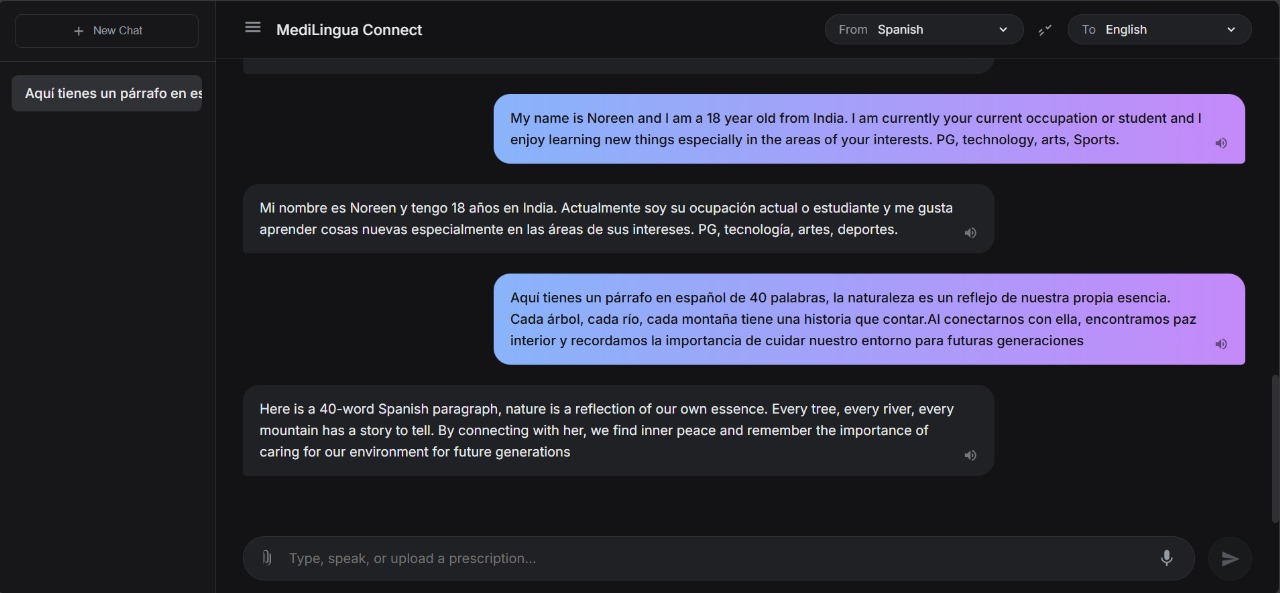 New Chat
Aquí tienes un párrafo en es
MediLingua Connect
From Spanish
To English
My name is Noreen and I am a 18 year old from India. I am currently your current occupation or student and I
enjoy learning new things especially in the areas of your interests. PG, technology, arts, Sports.
Mi nombre es Noreen y tengo 18 años en India. Actualmente soy su ocupación actual o estudiante y me gusta
aprender cosas nuevas especialmente en las áreas de sus intereses. PG, tecnología, artes, deportes.
Aquí tienes un párrafo en español de 40 palabras, la naturaleza es un reflejo de nuestra propia esencia.
Cada árbol, cada río, cada montaña tiene una historia que contar.Al conectarnos con ella, encontramos paz
interior y recordamos la importancia de cuidar nuestro entorno para futuras generaciones
Here is a 40-word Spanish paragraph, nature is a reflection of our own essence. Every tree, every river, every
mountain has a story to tell. By connecting with her, we find inner peace and remember the importance of
caring for our environment for future generations
Type, speak, or upload a prescription...